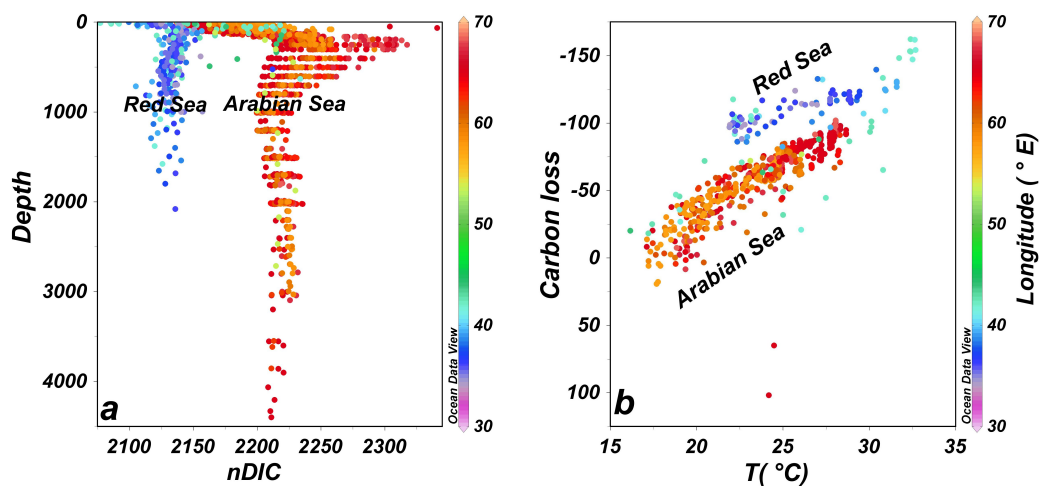 0
1000
2000
3000
4000
Depth
2100
2150
2200
2250
2300
nDIC
Red Sea
Arabian Sea
a
70
60
50
40
30
Ocean Data View
-150
-100
-50
0
50
100
Carbon loss
15
20
25
30
35
T( °C)
Red Sea
Arabian Sea
b
70
60
50
40
30
Ocean Data View
Longitude ( ° E)